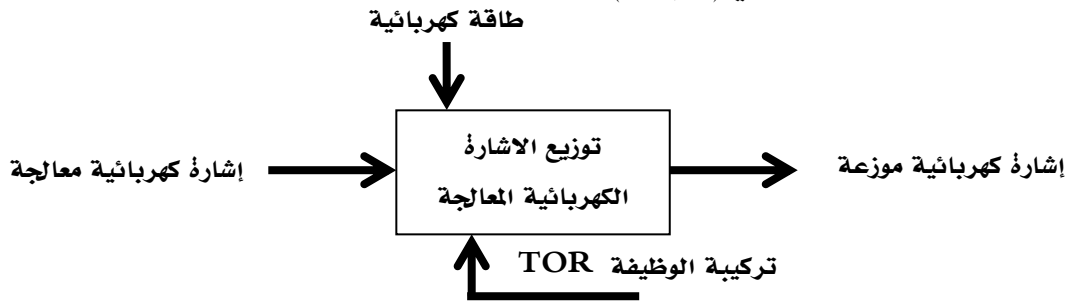 طاقة كهربائية
توزيع الاشارة
الكهربائية المعالجة
إشارة كهربائية معالجة
إشارة كهربائية موزعة
تركيبة الوظيفة TOR